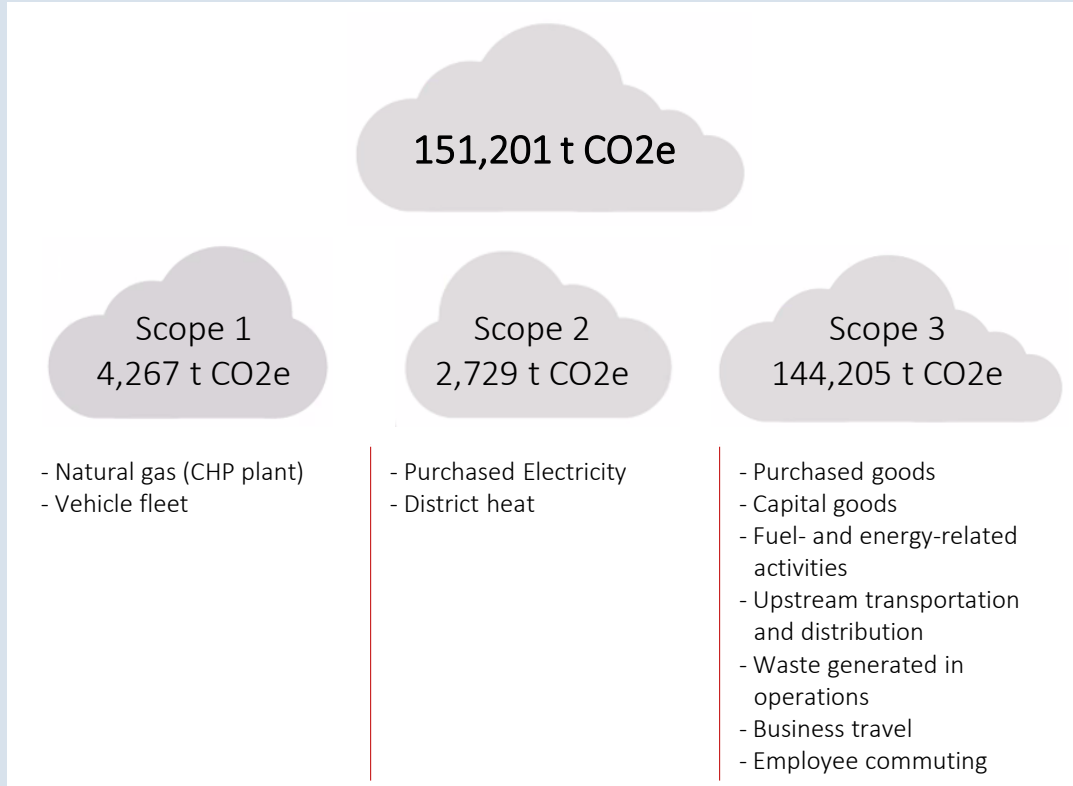 151,201 t CO2e
Scope 1
4,267 t CO2e
Scope 2
2,729 t CO2e
Scope 3
144,205 t CO2e
- Natural gas (CHP plant)
- Vehicle fleet
- Purchased Electricity
- District heat
- Purchased goods
- Capital goods
- Fuel- and energy-related
activities
- Upstream transportation
and distribution
- Waste generated in
operations
- Business travel
- Employee commuting